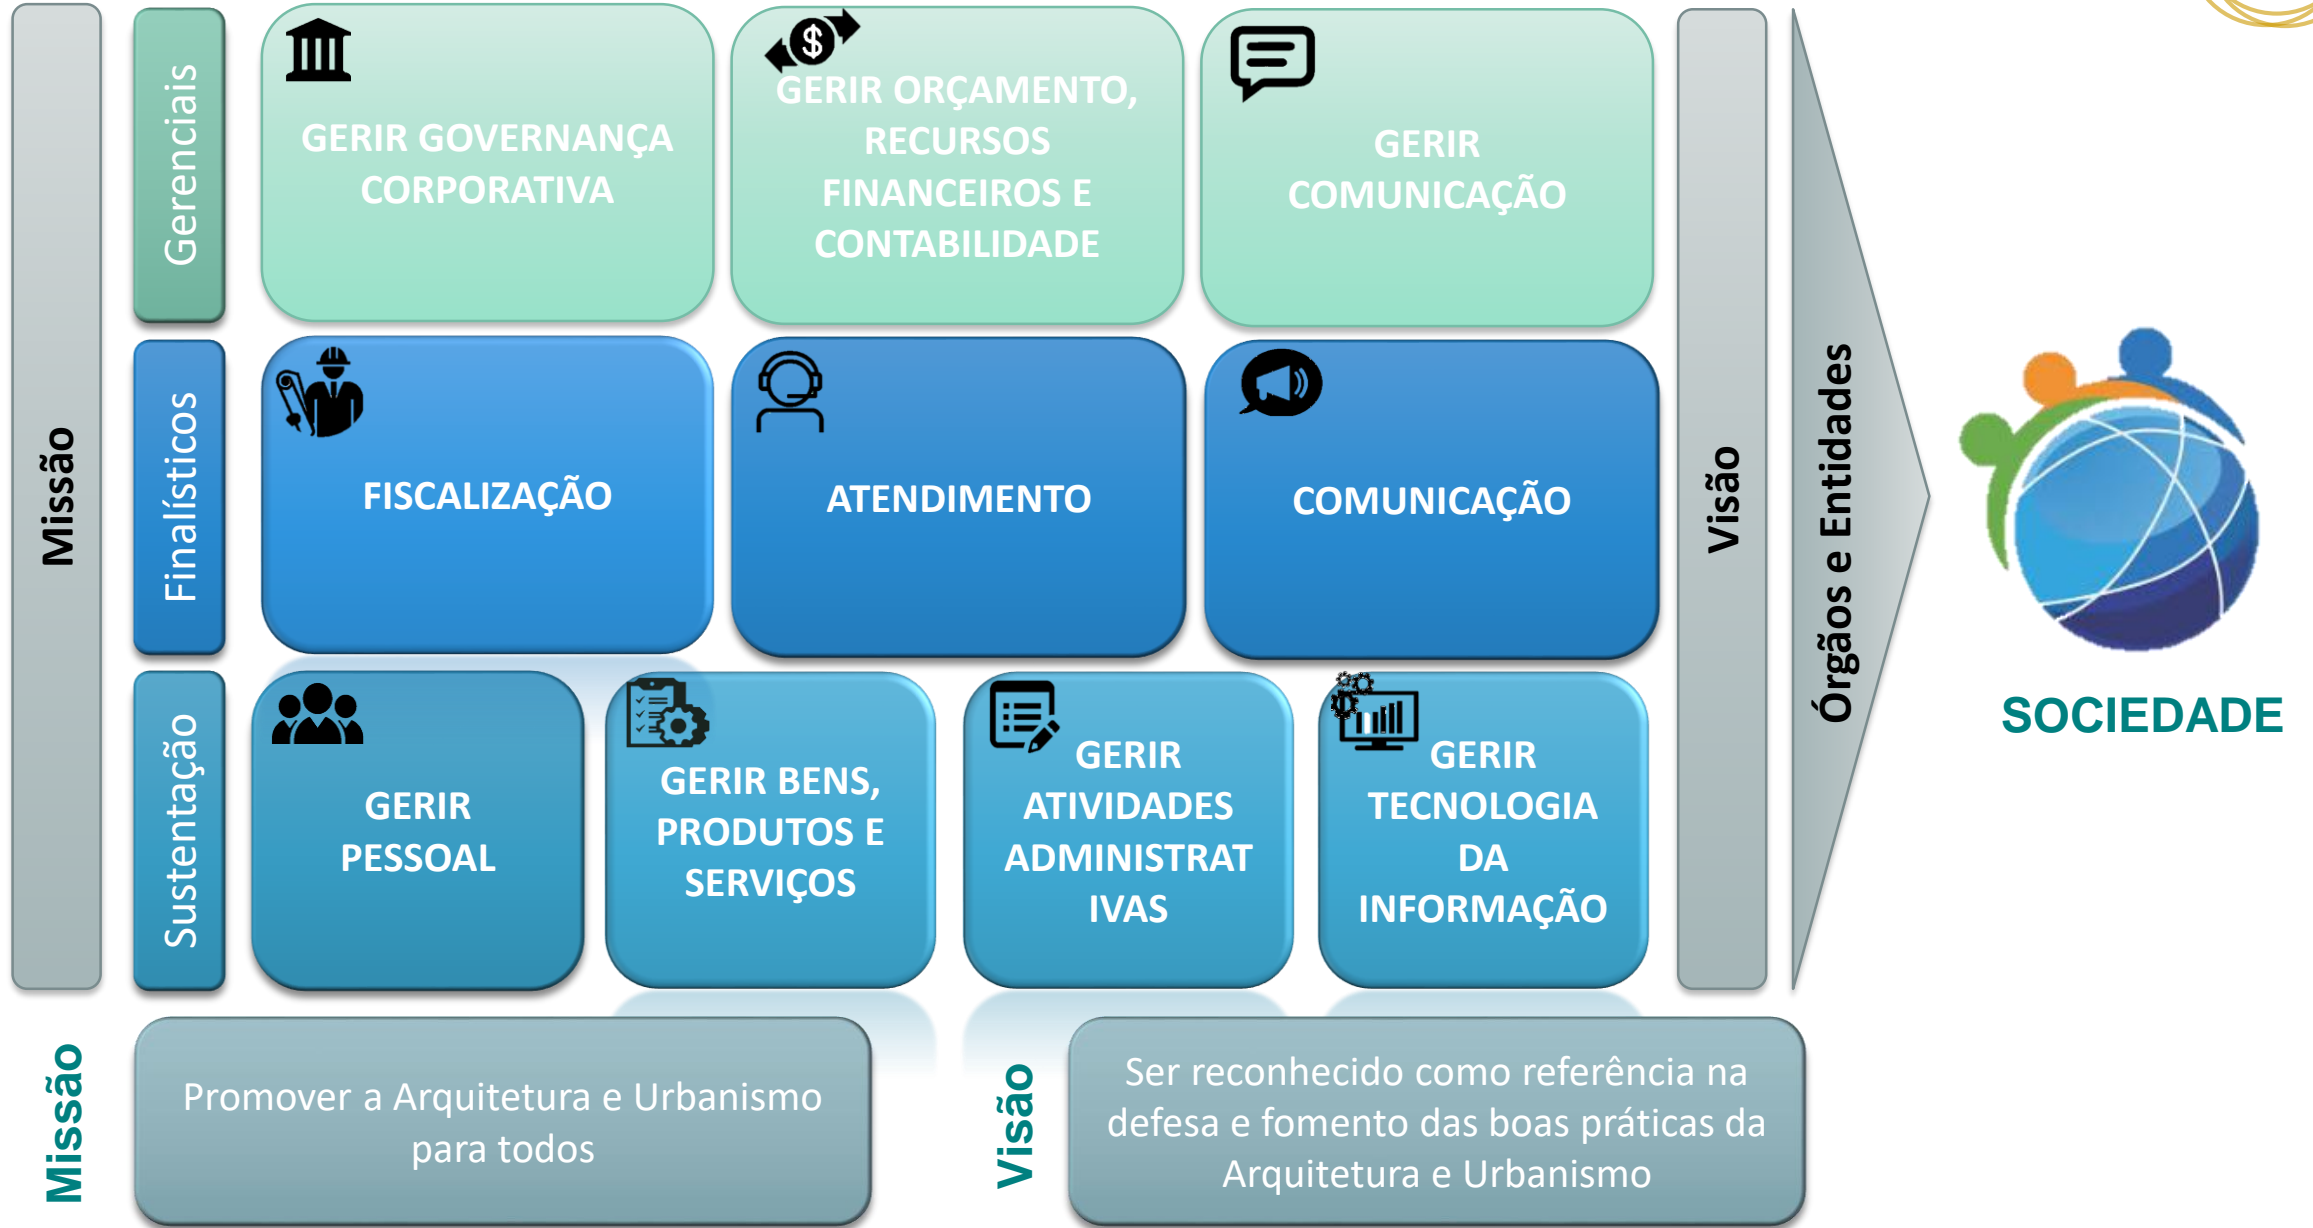 Missão
Gerenciais
GERIR GOVERNANÇA
CORPORATIVA
GERIR ORÇAMENTO,
RECURSOS
FINANCEIROS E
CONTABILIDADE
GERIR
COMUNICAÇÃO
Finalísticos
FISCALIZAÇÃO
ATENDIMENTO
COMUNICAÇÃO
Sustentação
GERIR
PESSOAL
GERIR BENS,
PRODUTOS E
SERVIÇOS
GERIR
ATIVIDADES
ADMINISTRAT
IVAS
GERIR
TECNOLOGIA
DA
INFORMAÇÃO
Visão
Órgãos e Entidades
SOCIEDADE
Missão
Promover a Arquitetura e Urbanismo
para todos
Visão
Ser reconhecido como referência na
defesa e fomento das boas práticas da
Arquitetura e Urbanismo